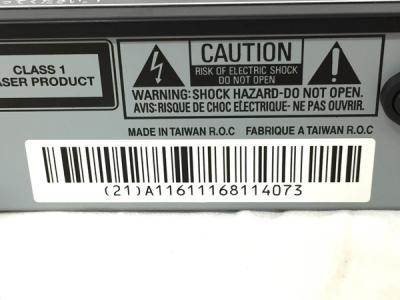 CLASS 1
ASER PRODUCT
CAUTION
RISK OF ELECTRIC SHOCK
DO NOT OPEN
WARNING: SHOCK HAZARD-DO NOT OPEN.
AVIS: RISQUE DE CHOC ELECTRIQUE- NE PAS OUVRIR.
MADE IN TAIWAN R.O.C FABRIQUE A TAIWAN R.O.C
(21)A11611168114073